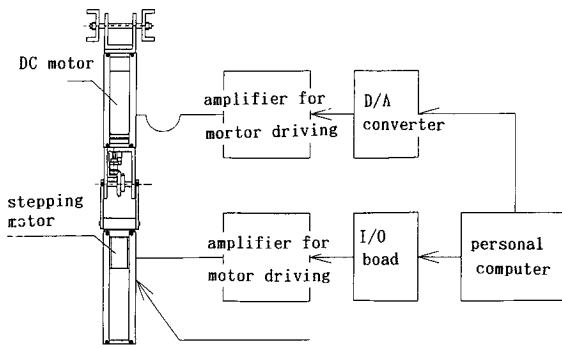 DC motor
amplifier for
mortor driving
D/A
converter
stepping
motor
amplifier for
motor driving
I/O
boad
personal
computer